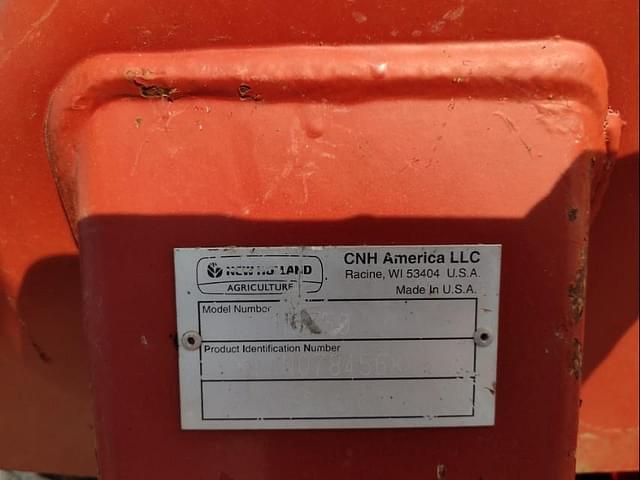 CNH America LLC
NEW HOLLAND
Racine, WI 53404 U.S.A.
AGRICULTURE
Made In U.S.A.
Model Number
Product Identification Number